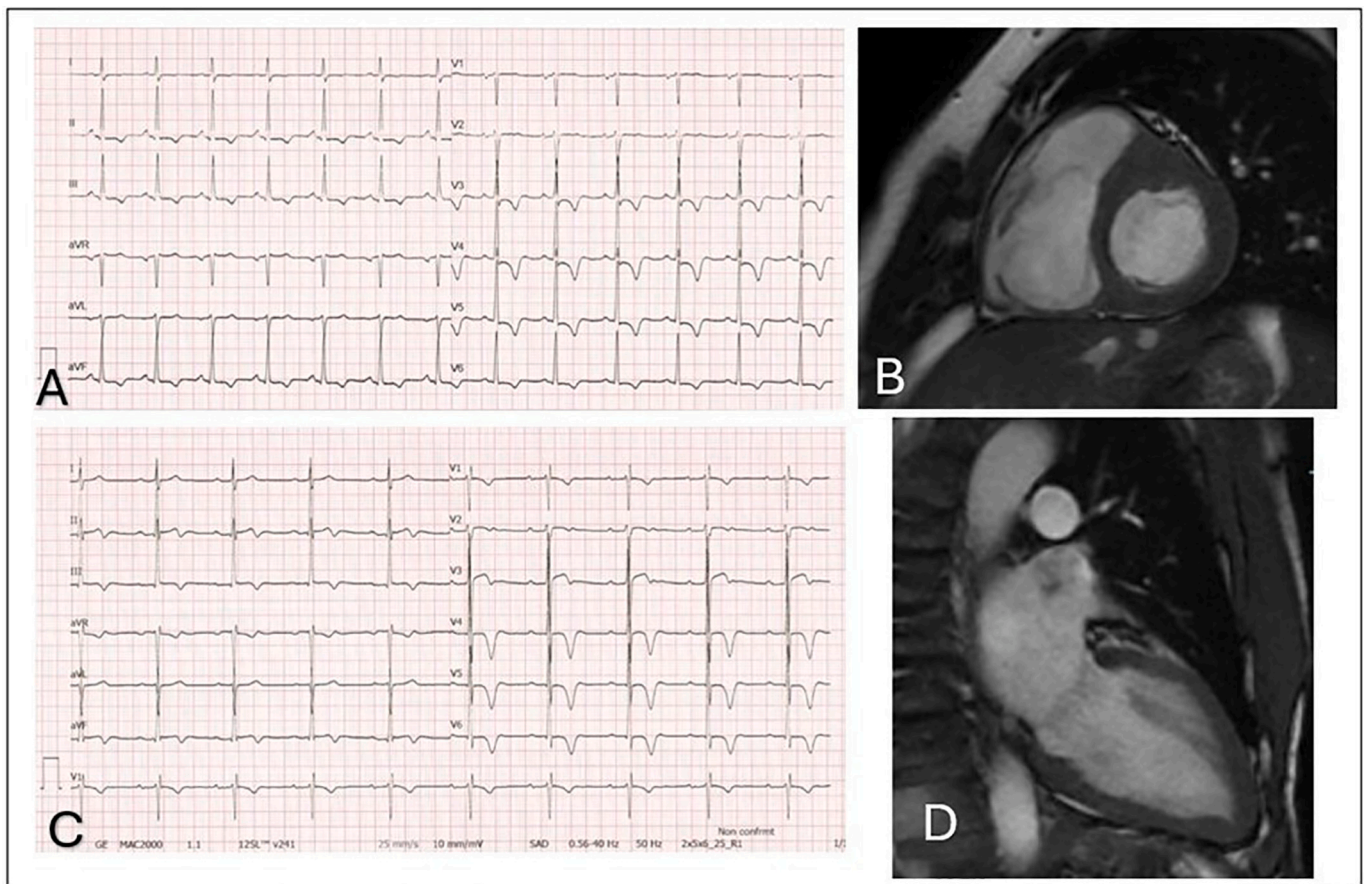 I
V1
II
V2
III
V3
aVR
V4
aVL
V5
aVF
V6
A
B
I
V1
II
V2
III
V3
aVR
V4
aVL
V5
aVF
V6
V1
Non confrmt
GE MAC2000 1.1 12SL™ v241 25 mm/s 10 mm/mV SAD 0.56-40 Hz 50 Hz 2x5x6_25_R1 1/1
C
D